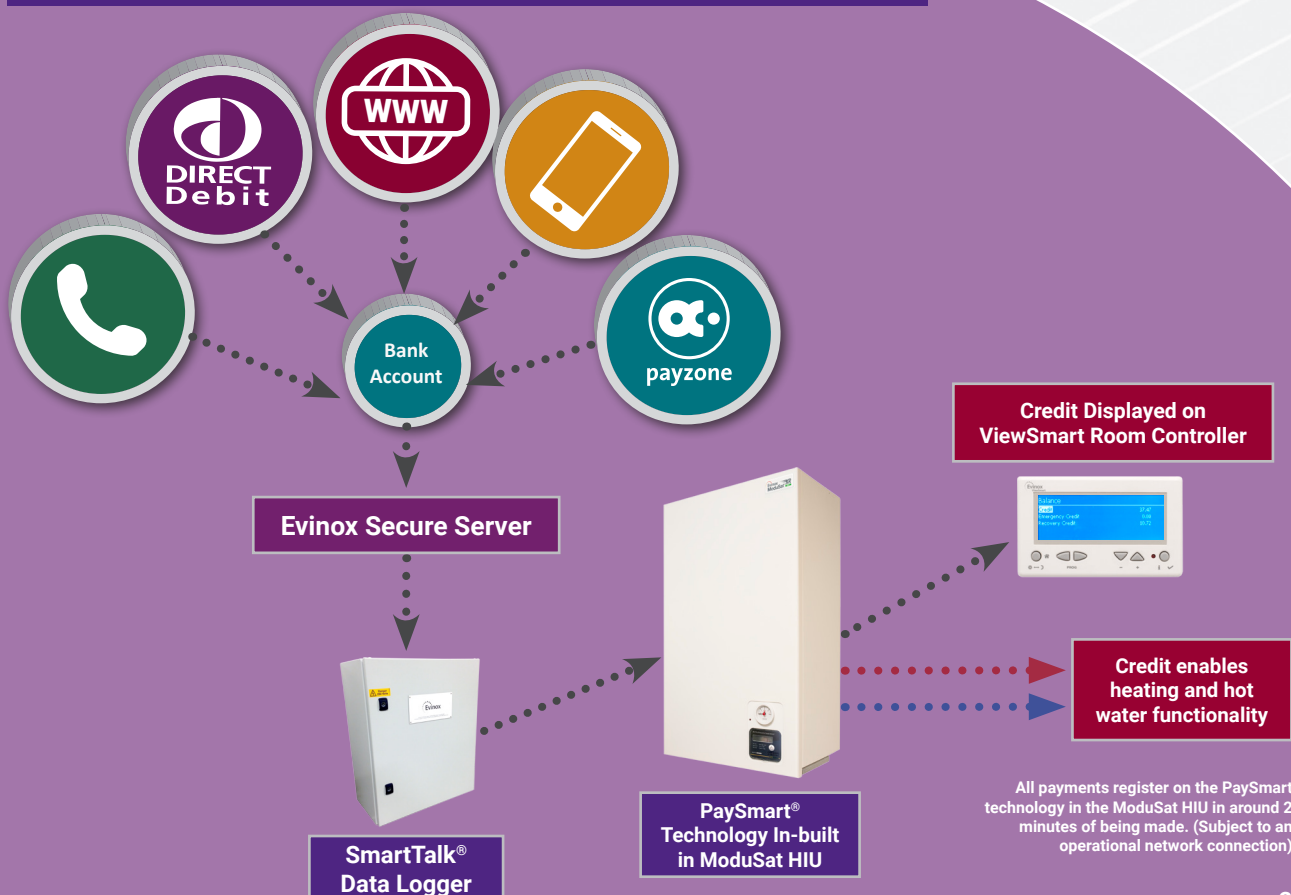 DIRECT
Debit
WWW
payzone
Bank
Account
Evinox Secure Server
SmartTalk®
Data Logger
Evinox
PaySmart®
Technology In-built
in ModuSat HIU
Credit Displayed on
ViewSmart Room Controller
Evinox
Balance
Credit
Emergency Credit
Recovery Credit
Credit enables
heating and hot
water functionality
All payments register on the PaySmart
technology in the ModuSat HIU in around 2
minutes of being made. (Subject to an
operational network connection)